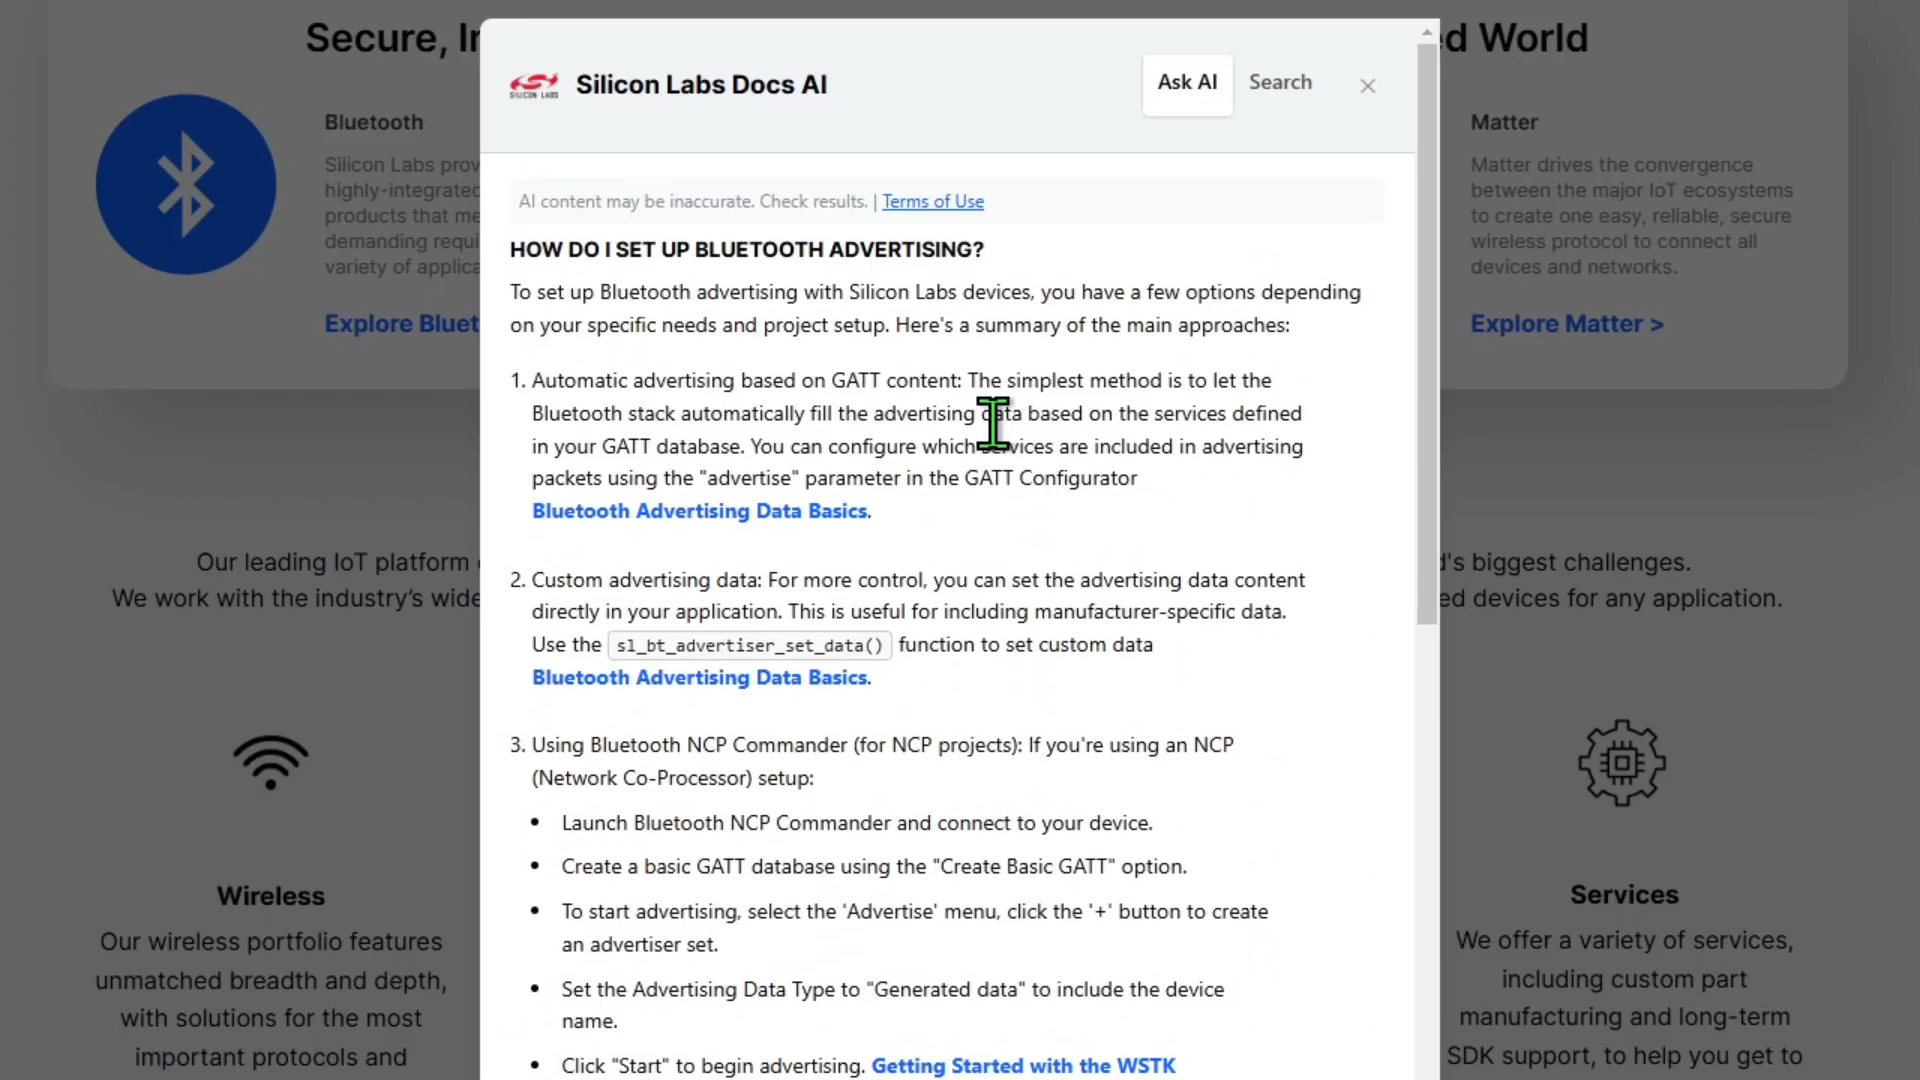 Secure, In
d World
Bluetooth
Silicon Labs prov
highly-integrated
products that me
demanding requi
variety of applica
Explore Bluet
Matter
Matter drives the convergence
between the major IoT ecosystems
to create one easy, reliable, secure
wireless protocol to connect all
devices and networks.
Explore Matter >
SILICON LABS
Silicon Labs Docs AI
Ask AI
Search
AI content may be inaccurate. Check results. | Terms of Use
HOW DO I SET UP BLUETOOTH ADVERTISING?
To set up Bluetooth advertising with Silicon Labs devices, you have a few options depending
on your specific needs and project setup. Here's a summary of the main approaches:
1. Automatic advertising based on GATT content: The simplest method is to let the
Bluetooth stack automatically fill the advertising data based on the services defined
in your GATT database. You can configure which services are included in advertising
packets using the "advertise" parameter in the GATT Configurator
Bluetooth Advertising Data Basics.
2. Custom advertising data: For more control, you can set the advertising data content
directly in your application. This is useful for including manufacturer-specific data.
Use the sl_bt_advertiser_set_data() function to set custom data
Bluetooth Advertising Data Basics.
3. Using Bluetooth NCP Commander (for NCP projects): If you're using an NCP
(Network Co-Processor) setup:
• Launch Bluetooth NCP Commander and connect to your device.
• Create a basic GATT database using the "Create Basic GATT" option.
• To start advertising, select the 'Advertise' menu, click the '+' button to create
an advertiser set.
• Set the Advertising Data Type to "Generated data" to include the device
name.
• Click "Start" to begin advertising. Getting Started with the WSTK
Our leading IoT platform
We work with the industry's wide
d's biggest challenges.
ed devices for any application.
Wireless
Our wireless portfolio features
unmatched breadth and depth,
with solutions for the most
important protocols and
Services
We offer a variety of services,
including custom part
manufacturing and long-term
SDK support, to help you get to